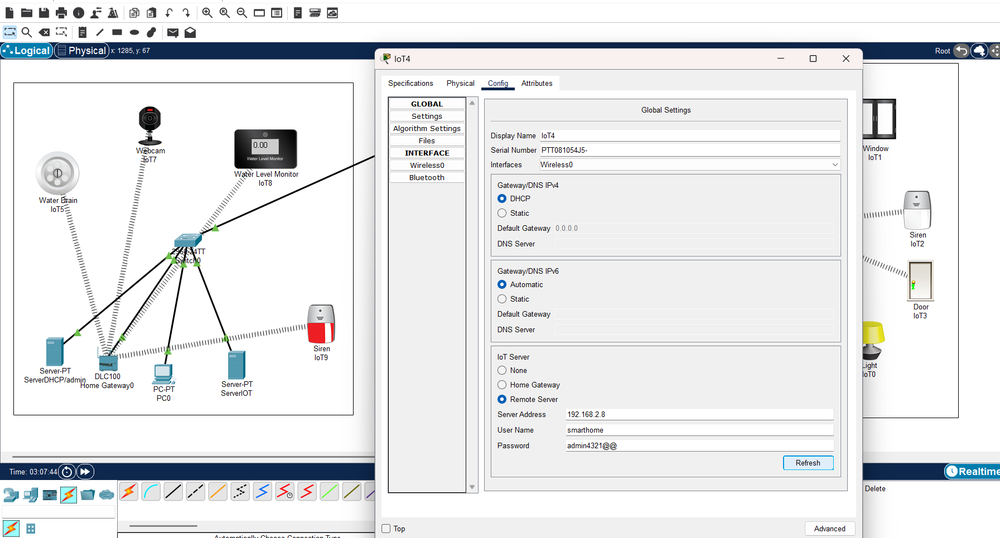 Logical
Physical
x: 1285, y: 67
Root
IoT4
Specifications
Physical
Config
Attributes
GLOBAL
Settings
Algorithm Settings
Files
INTERFACE
Wireless0
Bluetooth
Global Settings
Display Name IoT4
Serial Number PTT081054J5-
Interfaces Wireless0
Gateway/DNS IPv4
DHCP
Static
Default Gateway 0.0.0.0
DNS Server
Gateway/DNS IPv6
Automatic
Static
Default Gateway
DNS Server
IoT Server
None
Home Gateway
Remote Server
Server Address 192.168.2.8
User Name smarthome
Password admin4321@@
Refresh
Top
Advanced
Webcam
IoT7
0.00
Water Level Monitor
Water Level Monitor
IoT8
Water Drain
IoT5
2960-24TT
Switch0
Siren
IoT9
Server-PT
ServerDHCP/admin
DLC100
Home Gateway0
PC-PT
PC0
Server-PT
ServerIOT
Window
IoT1
Siren
IoT2
Door
IoT3
Light
IoT0
Time: 03:07:44
Realtime
Delete
Automatically Choose Connection Type